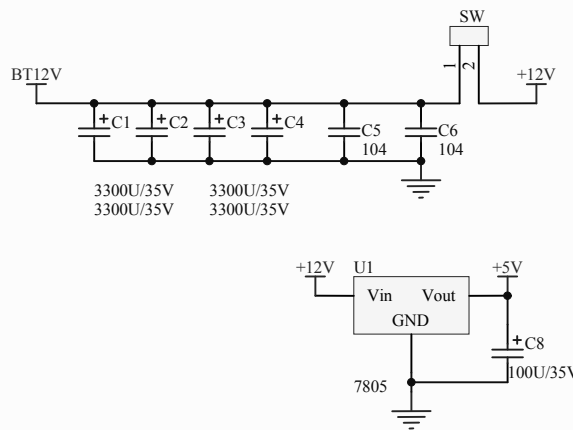 SW
1
2
BT12V
+12V
+ C1
+ C2
+ C3
+ C4
C5
104
C6
104
3300U/35V
3300U/35V
3300U/35V
3300U/35V
+12V
U1
+5V
Vin
Vout
GND
+ C8
100U/35V
7805